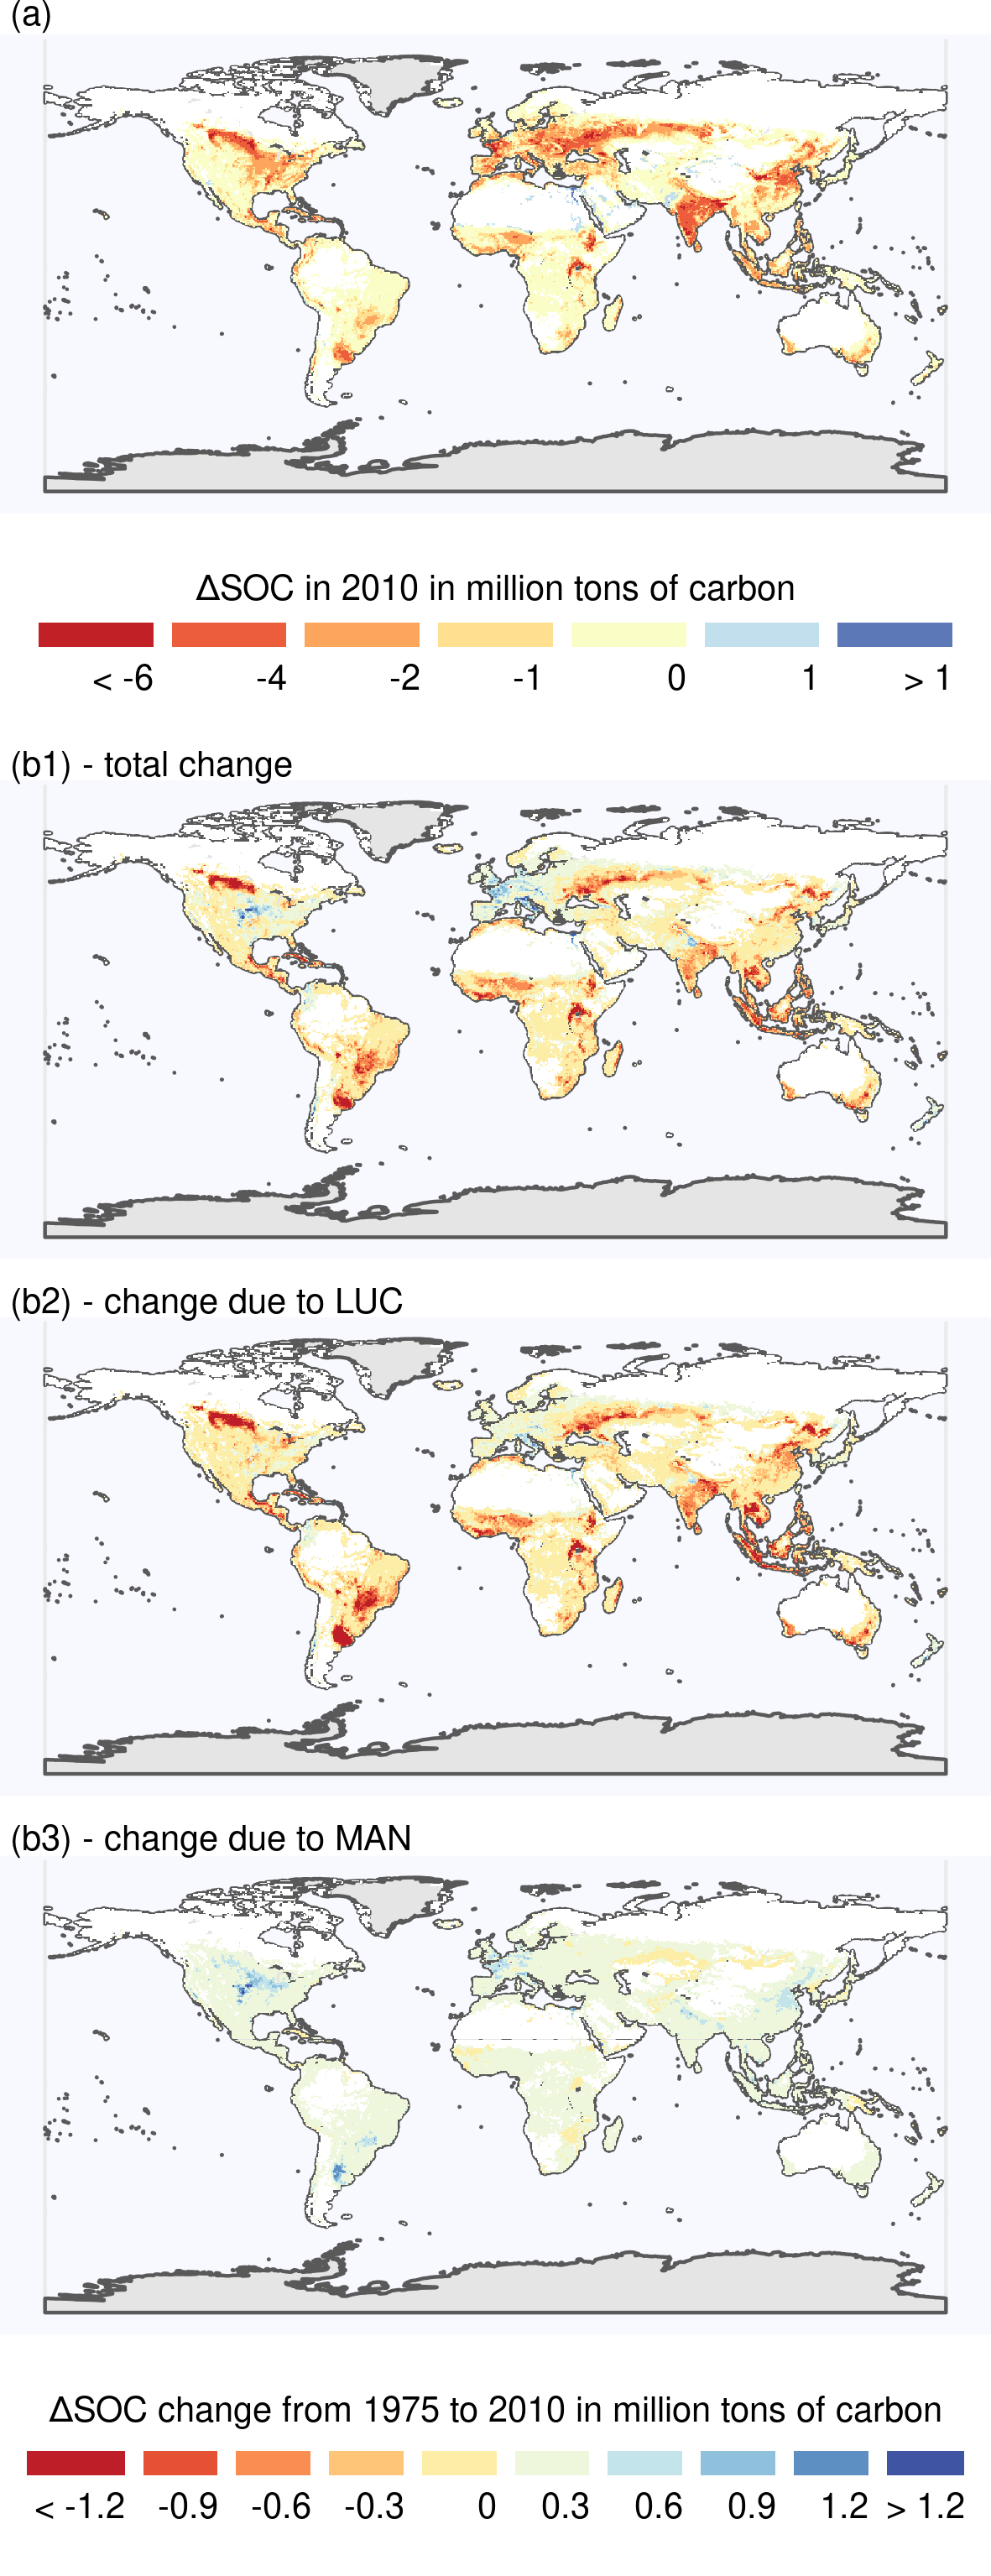 (a)
ΔSOC in 2010 in million tons of carbon
< -6 -4 -2 -1 0 1 > 1
(b1) - total change
(b2) - change due to LUC
(b3) - change due to MAN
ΔSOC change from 1975 to 2010 in million tons of carbon
< -1.2 -0.9 -0.6 -0.3 0 0.3 0.6 0.9 1.2 > 1.2